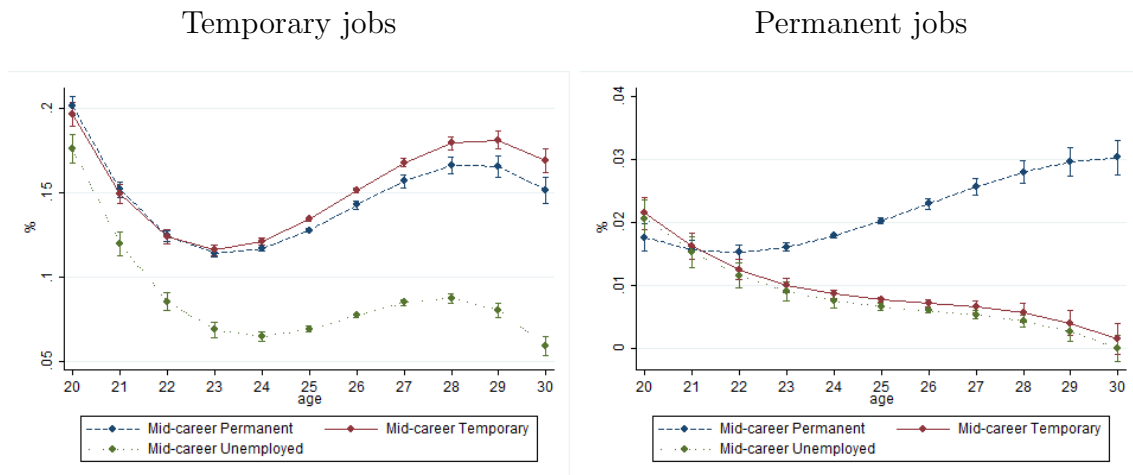 Temporary jobs
Permanent jobs
.2
.15
.1
.05
%
20 21 22 23 24 25 26 27 28 29 30
age
Mid-career Permanent Mid-career Temporary
Mid-career Unemployed
.04
.03
.02
.01
0
%
20 21 22 23 24 25 26 27 28 29 30
age
Mid-career Permanent Mid-career Temporary
Mid-career Unemployed